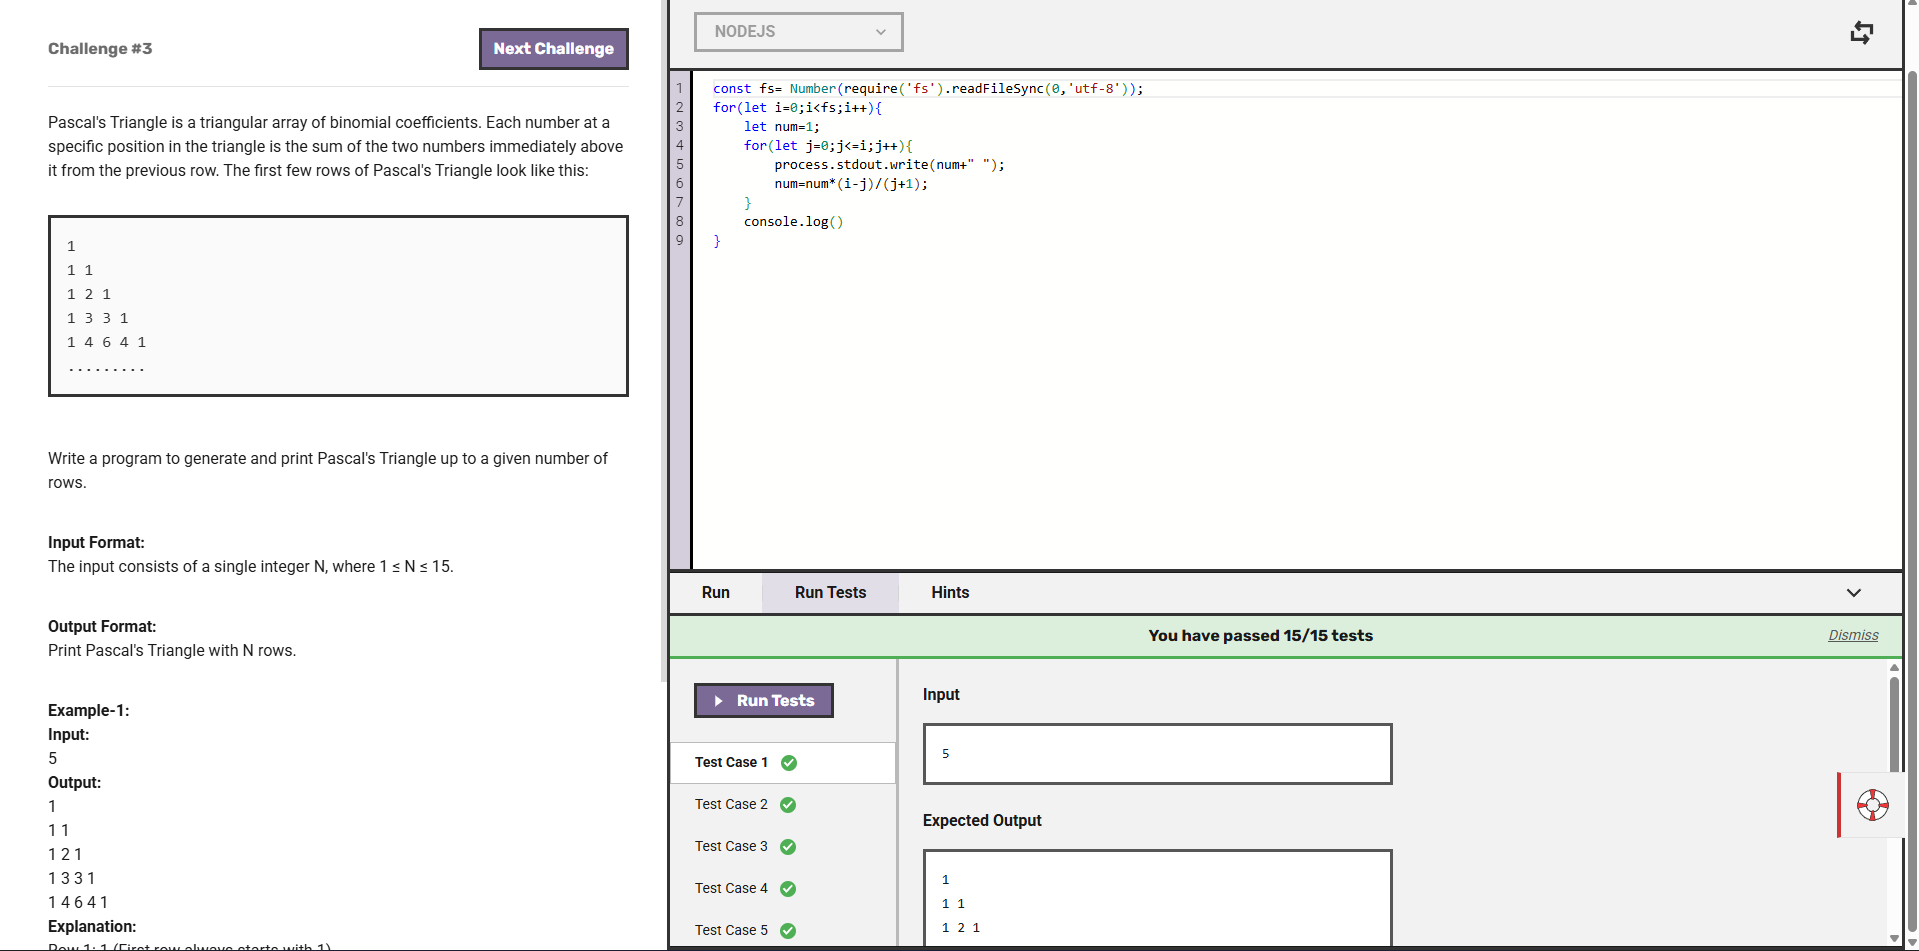 Challenge #3
Next Challenge
Pascal's Triangle is a triangular array of binomial coefficients. Each number at a
specific position in the triangle is the sum of the two numbers immediately above
it from the previous row. The first few rows of Pascal's Triangle look like this:
1
1 1
1 2 1
1 3 3 1
1 4 6 4 1
.........
Write a program to generate and print Pascal's Triangle up to a given number of
rows.
Input Format:
The input consists of a single integer N, where 1 ≤ N ≤ 15.
Output Format:
Print Pascal's Triangle with N rows.
Example-1:
Input:
5
Output:
1
1 1
1 2 1
1 3 3 1
1 4 6 4 1
Explanation:
Row 1: 1 (First row always starts with 1)
NODEJS
1 const fs= Number(require('fs').readFileSync(0,'utf-8'));
2 for(let i=0;i<fs;i++){
3     let num=1;
4     for(let j=0;j<=i;j++){
5         process.stdout.write(num+" ");
6         num=num*(i-j)/(j+1);
7     }
8     console.log()
9 }
Run
Run Tests
Hints
You have passed 15/15 tests
Dismiss
Run Tests
Test Case 1
Test Case 2
Test Case 3
Test Case 4
Test Case 5
Input
5
Expected Output
1
1 1
1 2 1